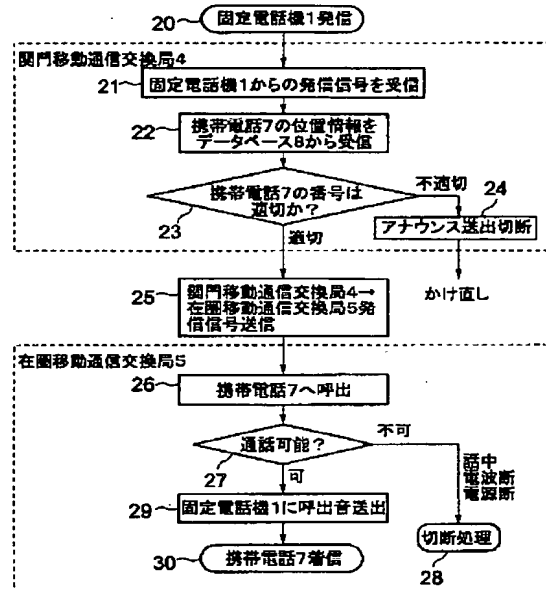 20
固定電話機1発信
関門移動通信交換局4
21
固定電話機1からの発信信号を受信
22
携帯電話7の位置情報を
データベース8から受信
携帯電話7の番号は
適切か?
23
不適切
24
適切
アナウンス送出切断
かけ直し
25
関門移動通信交換局4→
在圏移動通信交換局5発
信信号送信
在圏移動通信交換局5
26
携帯電話7へ呼出
通話可能?
27
不可
可
話中
電波断
電源断
29
固定電話機1に呼出音送出
30
携帯電話7着信
切断処理
28